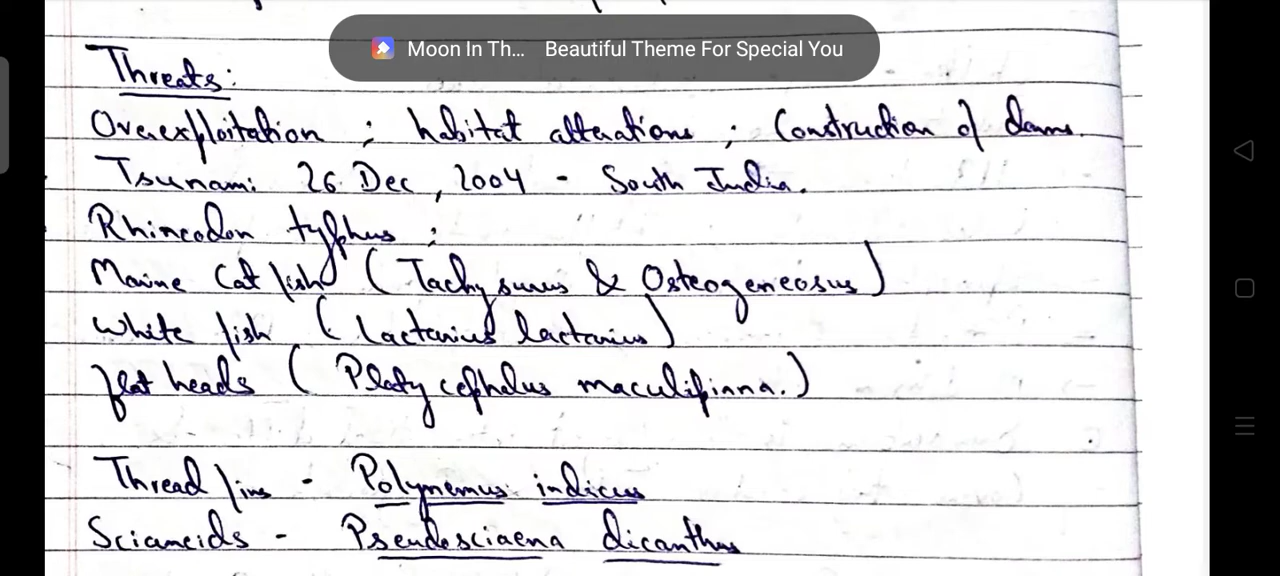 Moon In Th... Beautiful Theme For Special You
Threats:
Overexploitation ; habitat alterations ; Construction of dams.
Tsunami 26 Dec, 2004 - South India.
Rhincodon typhus ;
Marine Cat fish (Tachysurus & Osteogeneosus)
White fish (lactarius lactarius)
flat heads (Platycephalus maculipinna.)
Thread fins - Polynemus indicus
Sciaenids - Pseudosciaena dicanthus